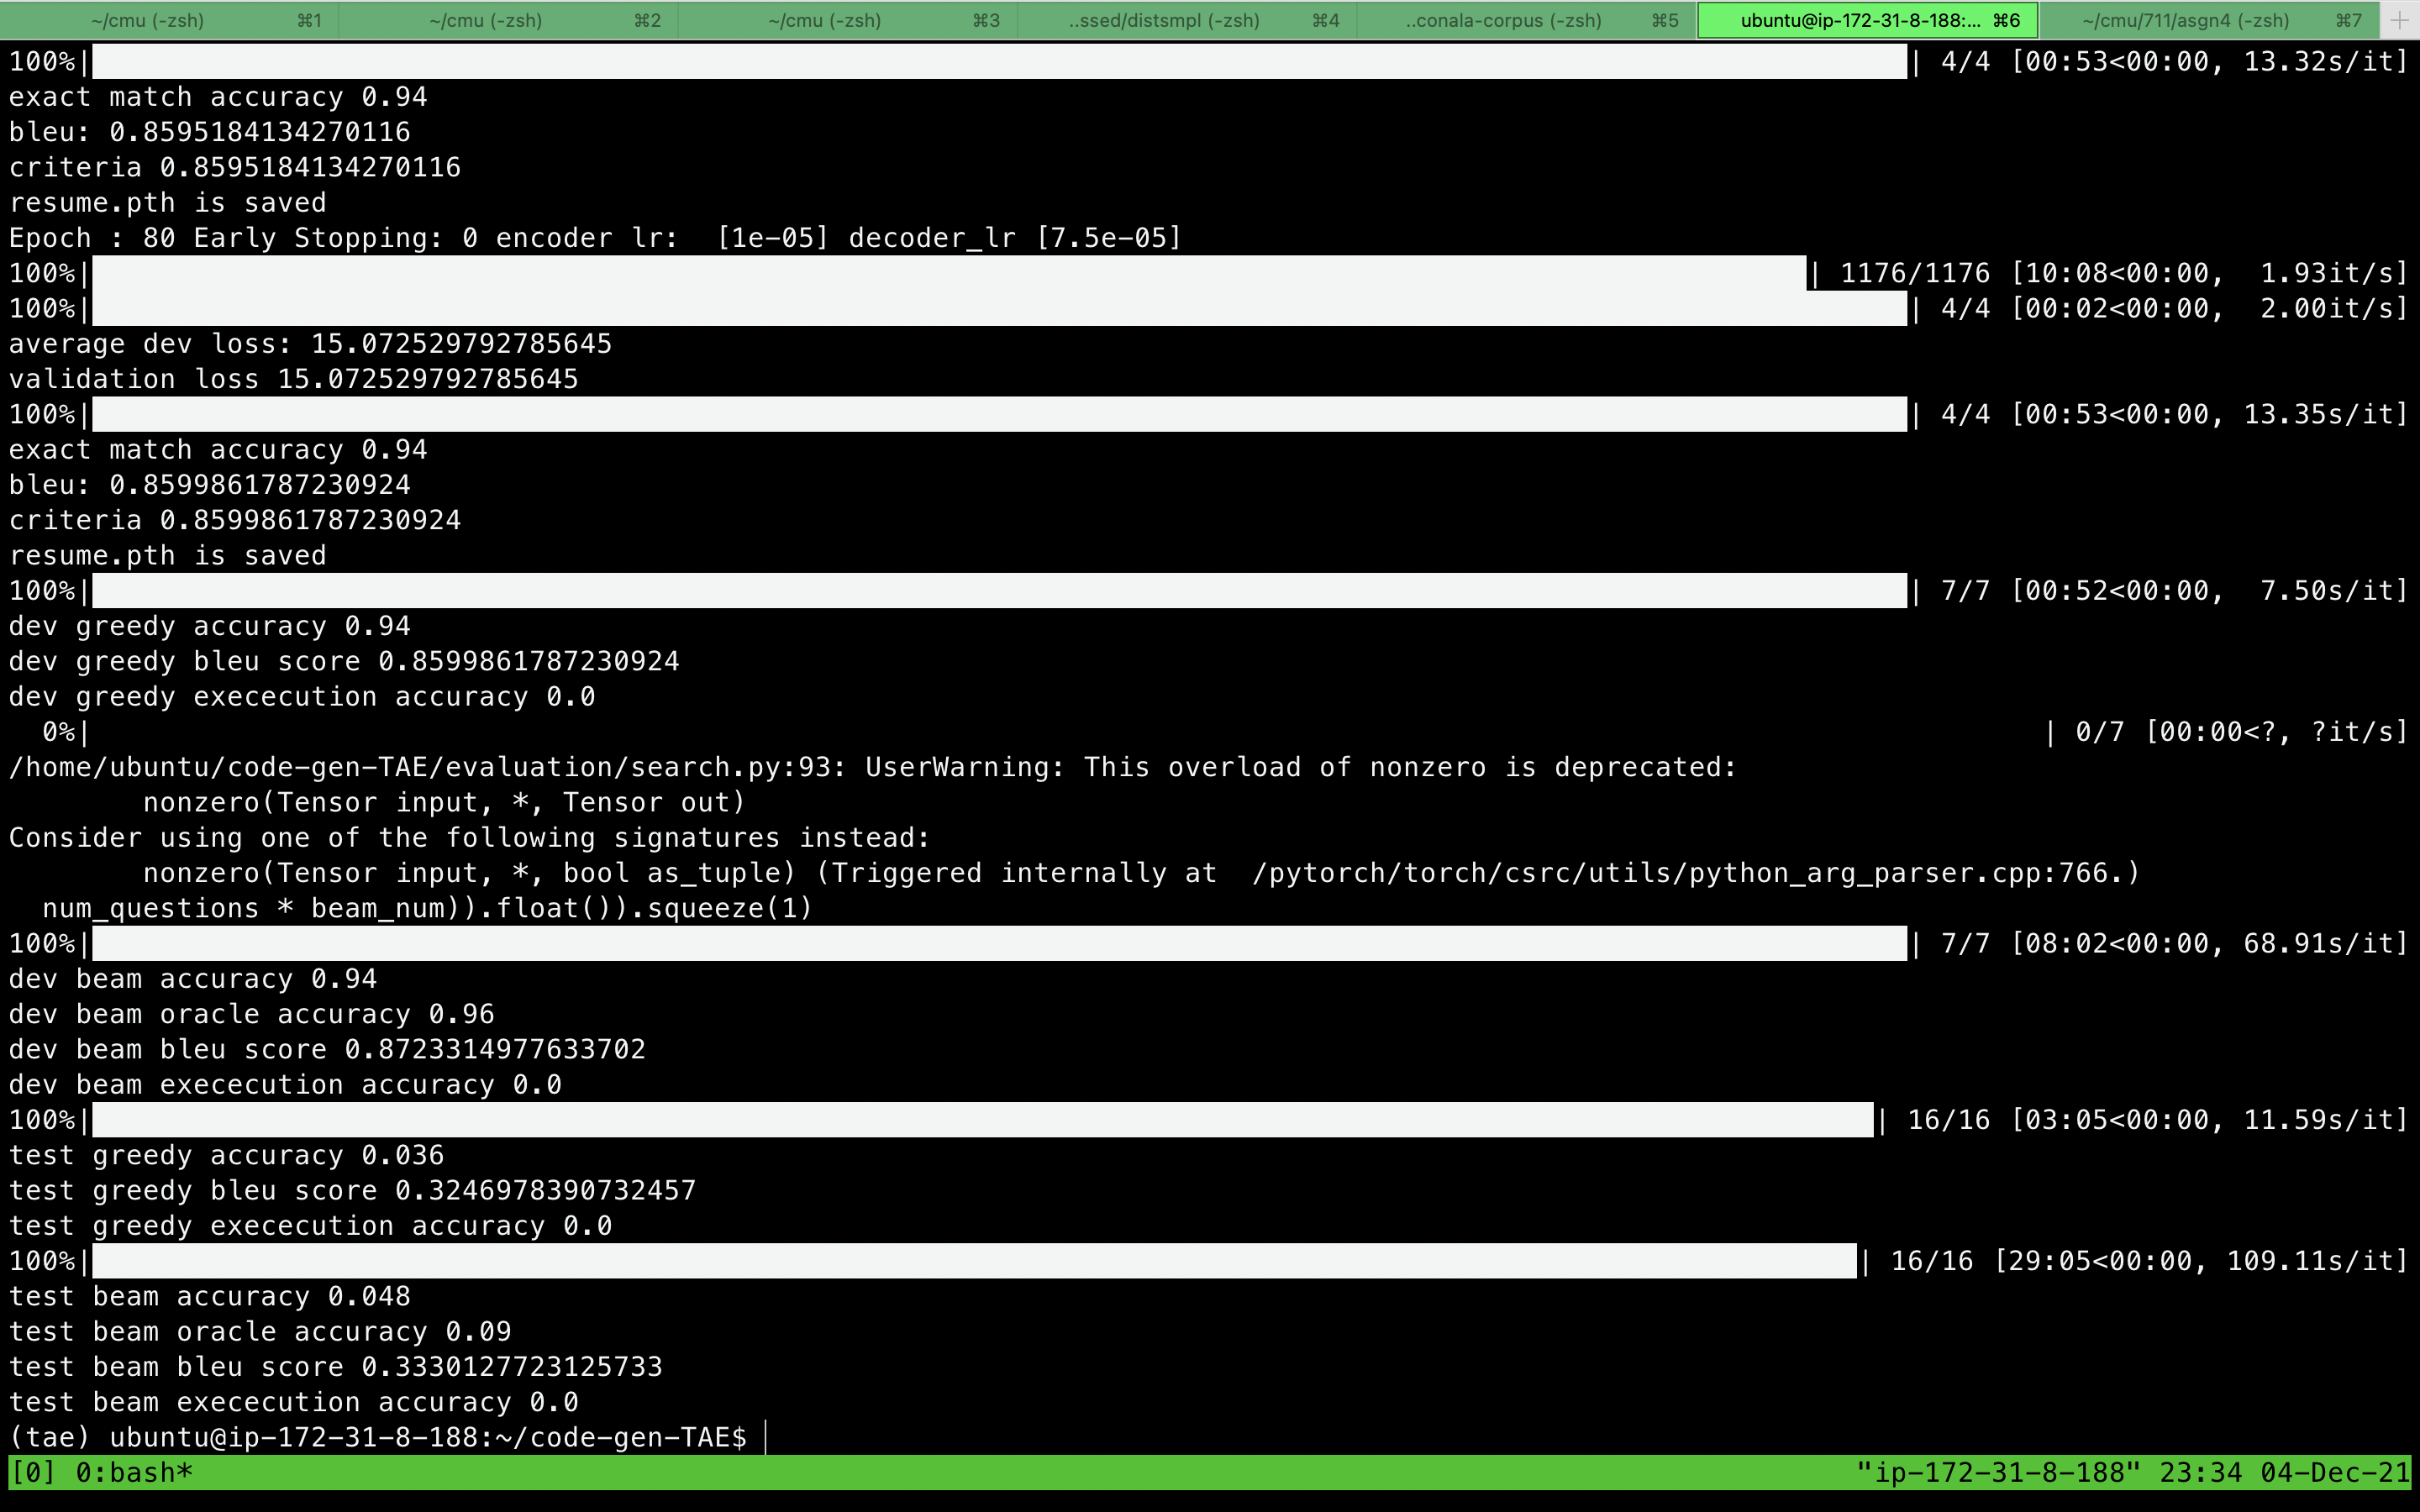 ~/cmu (-zsh) ⌘1 ~/cmu (-zsh) ⌘2 ~/cmu (-zsh) ⌘3 ..ssed/distsmpl (-zsh) ⌘4 ..conala-corpus (-zsh) ⌘5 ubuntu@ip-172-31-8-188:... ⌘6 ~/cmu/711/asgn4 (-zsh) ⌘7 +
100%| | 4/4 [00:53<00:00, 13.32s/it]
exact match accuracy 0.94
bleu: 0.8595184134270116
criteria 0.8595184134270116
resume.pth is saved
Epoch : 80 Early Stopping: 0 encoder lr:  [1e-05] decoder_lr [7.5e-05]
100%| | 1176/1176 [10:08<00:00,  1.93it/s]
100%| | 4/4 [00:02<00:00,  2.00it/s]
average dev loss: 15.072529792785645
validation loss 15.072529792785645
100%| | 4/4 [00:53<00:00, 13.35s/it]
exact match accuracy 0.94
bleu: 0.8599861787230924
criteria 0.8599861787230924
resume.pth is saved
100%| | 7/7 [00:52<00:00,  7.50s/it]
dev greedy accuracy 0.94
dev greedy bleu score 0.8599861787230924
dev greedy exececution accuracy 0.0
0%| | 0/7 [00:00<?, ?it/s]
/home/ubuntu/code-gen-TAE/evaluation/search.py:93: UserWarning: This overload of nonzero is deprecated:
nonzero(Tensor input, *, Tensor out)
Consider using one of the following signatures instead:
nonzero(Tensor input, *, bool as_tuple) (Triggered internally at  /pytorch/torch/csrc/utils/python_arg_parser.cpp:766.)
num_questions * beam_num)).float()).squeeze(1)
100%| | 7/7 [08:02<00:00, 68.91s/it]
dev beam accuracy 0.94
dev beam oracle accuracy 0.96
dev beam bleu score 0.8723314977633702
dev beam exececution accuracy 0.0
100%| | 16/16 [03:05<00:00, 11.59s/it]
test greedy accuracy 0.036
test greedy bleu score 0.3246978390732457
test greedy exececution accuracy 0.0
100%| | 16/16 [29:05<00:00, 109.11s/it]
test beam accuracy 0.048
test beam oracle accuracy 0.09
test beam bleu score 0.3330127723125733
test beam exececution accuracy 0.0
(tae) ubuntu@ip-172-31-8-188:~/code-gen-TAE$
[0] 0:bash* "ip-172-31-8-188" 23:34 04-Dec-21